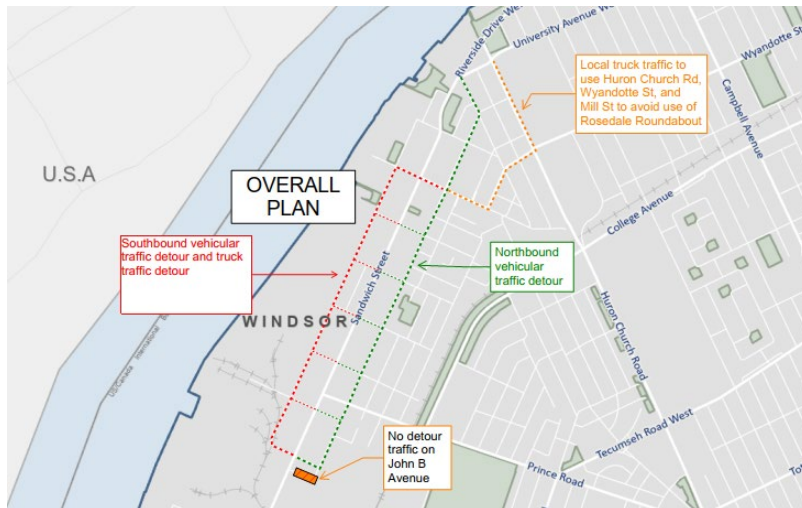 Riverside Drive West
University Avenue W
Wyandotte St
Local truck traffic to
use Huron Church Rd,
Wyandotte St, and
Mill St to avoid use of
Rosedale Roundabout
Campbell Avenue
U.S.A
OVERALL
PLAN
College Avenue
Southbound vehicular
traffic detour and truck
traffic detour
Northbound
vehicular
traffic detour
Sandwich Street
WINDSOR
Huron Church Road
US/Canada International
No detour
traffic on
John B
Avenue
Tecumseh Road West
Prince Road